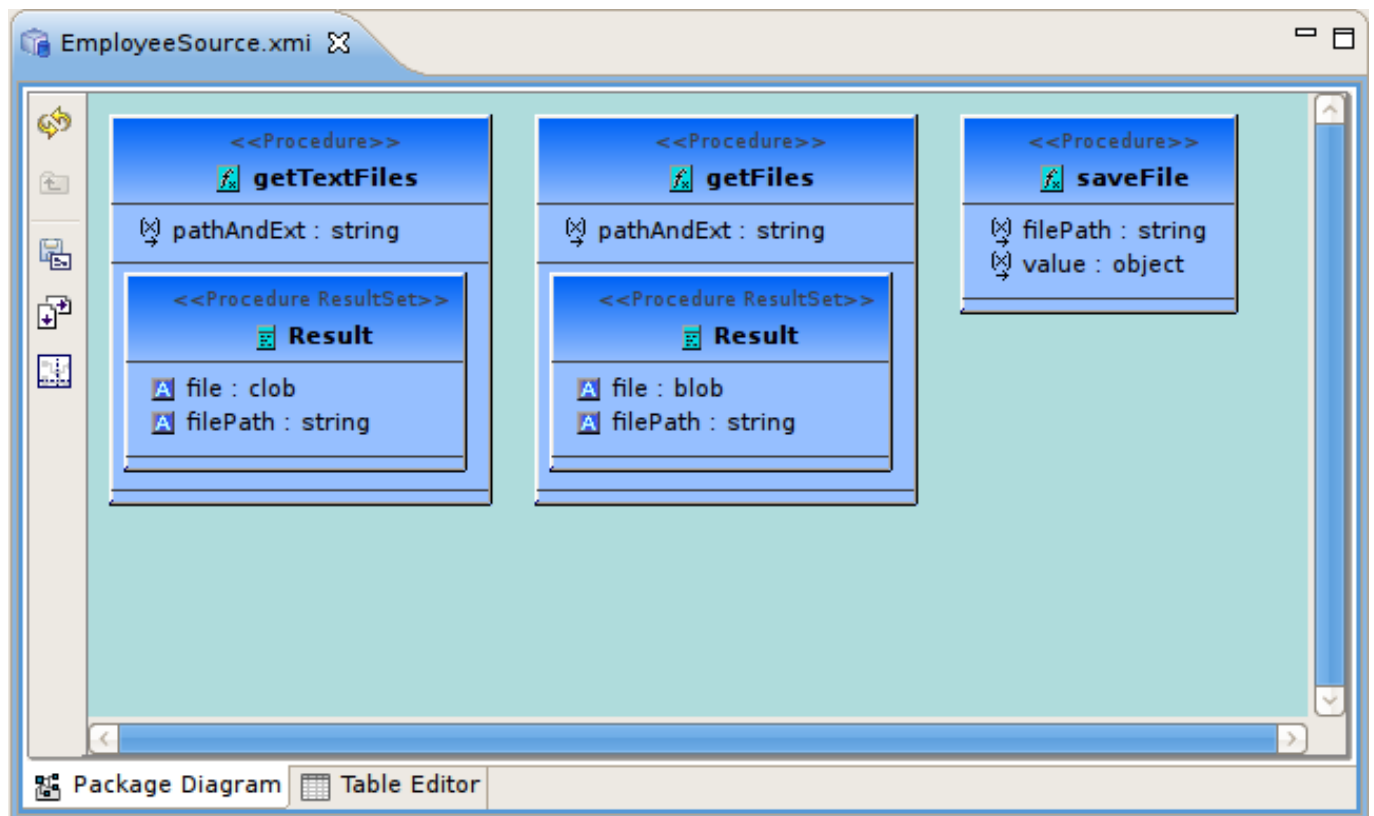 EmployeeSource.xmi
<<Procedure>>
getTextFiles
pathAndExt : string
<<Procedure ResultSet>>
Result
file : clob
filePath : string
<<Procedure>>
getFiles
pathAndExt : string
<<Procedure ResultSet>>
Result
file : blob
filePath : string
<<Procedure>>
saveFile
filePath : string
value : object
Package Diagram
Table Editor